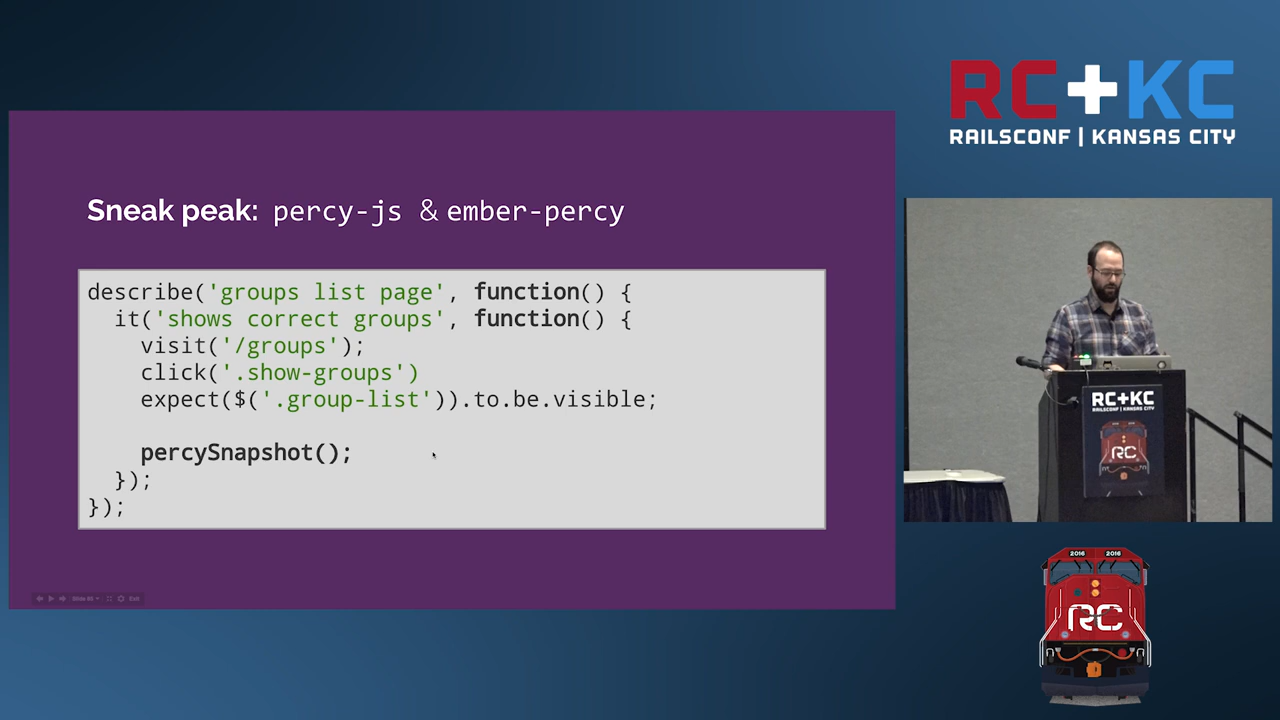 RC+KC
RAILSCONF | KANSAS CITY
Sneak peak: percy-js & ember-percy
describe('groups list page', function() {
it('shows correct groups', function() {
visit('/groups');
click('.show-groups')
expect($('.group-list')).to.be.visible;
percySnapshot();
});
});
RC+KC
RAILSCONF | KANSAS CITY
RC
2016 2016
RC
Exit